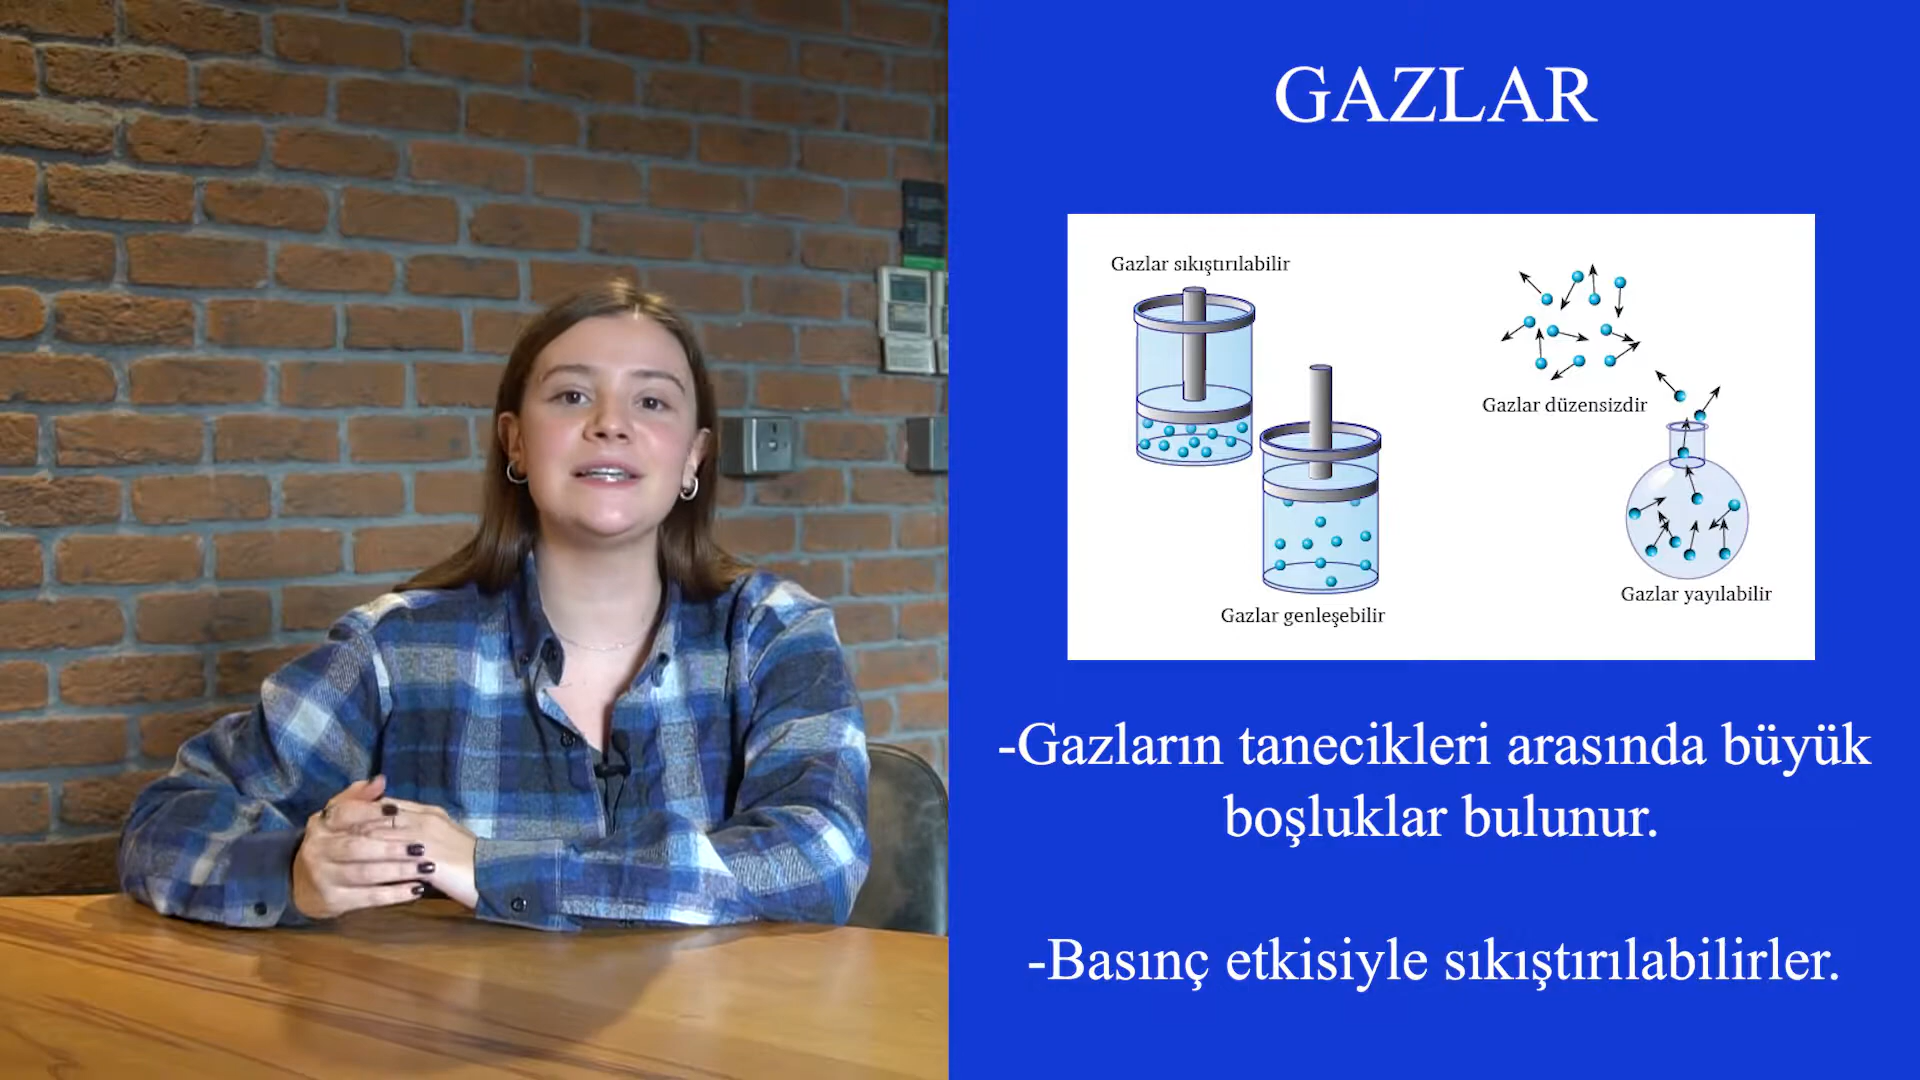 GAZLAR
Gazlar sıkıştırılabilir
Gazlar düzensizdir
Gazlar yayılabilir
Gazlar genleşebilir
-Gazların tanecikleri arasında büyük
boşluklar bulunur.
-Basınç etkisiyle sıkıştırılabilirler.